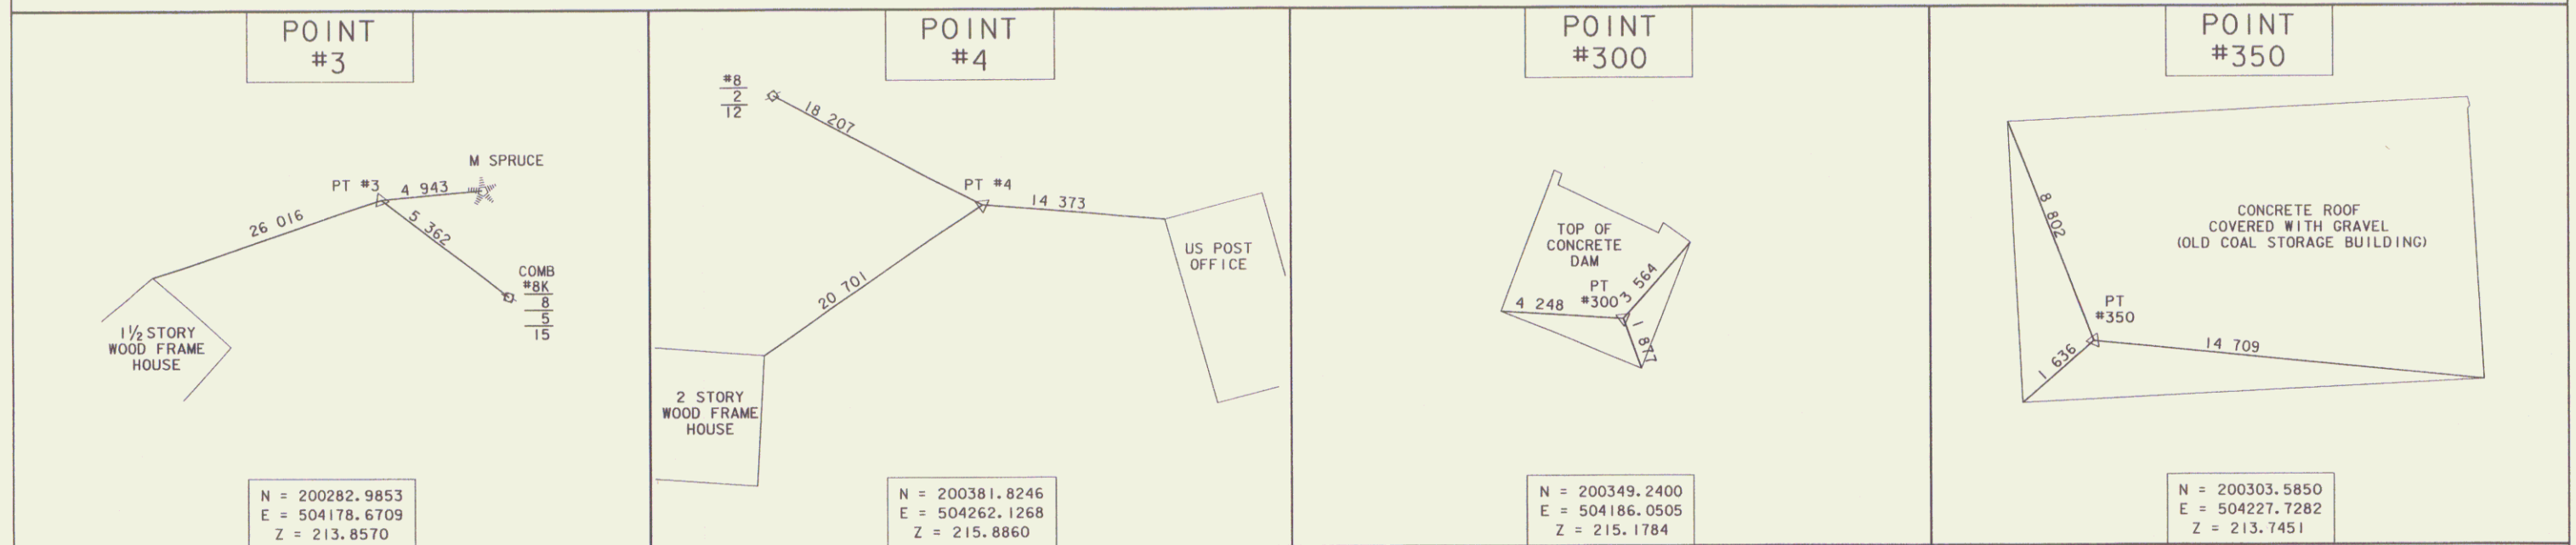 POINT
#3
M SPRUCE
PT #3
4 943
26 016
5 362
COMB
#8K
8
5
15
1½ STORY
WOOD FRAME
HOUSE
N = 200282.9853
E = 504178.6709
Z = 213.8570
POINT
#4
#8
2
12
18 207
PT #4
14 373
US POST
OFFICE
20 701
2 STORY
WOOD FRAME
HOUSE
N = 200381.8246
E = 504262.1268
Z = 215.8860
POINT
#300
TOP OF
CONCRETE
DAM
PT
#300
3 564
4 248
1 877
N = 200349.2400
E = 504186.0505
Z = 215.1784
POINT
#350
8 802
CONCRETE ROOF
COVERED WITH GRAVEL
(OLD COAL STORAGE BUILDING)
PT
#350
1 636
14 709
N = 200303.5850
E = 504227.7282
Z = 213.7451